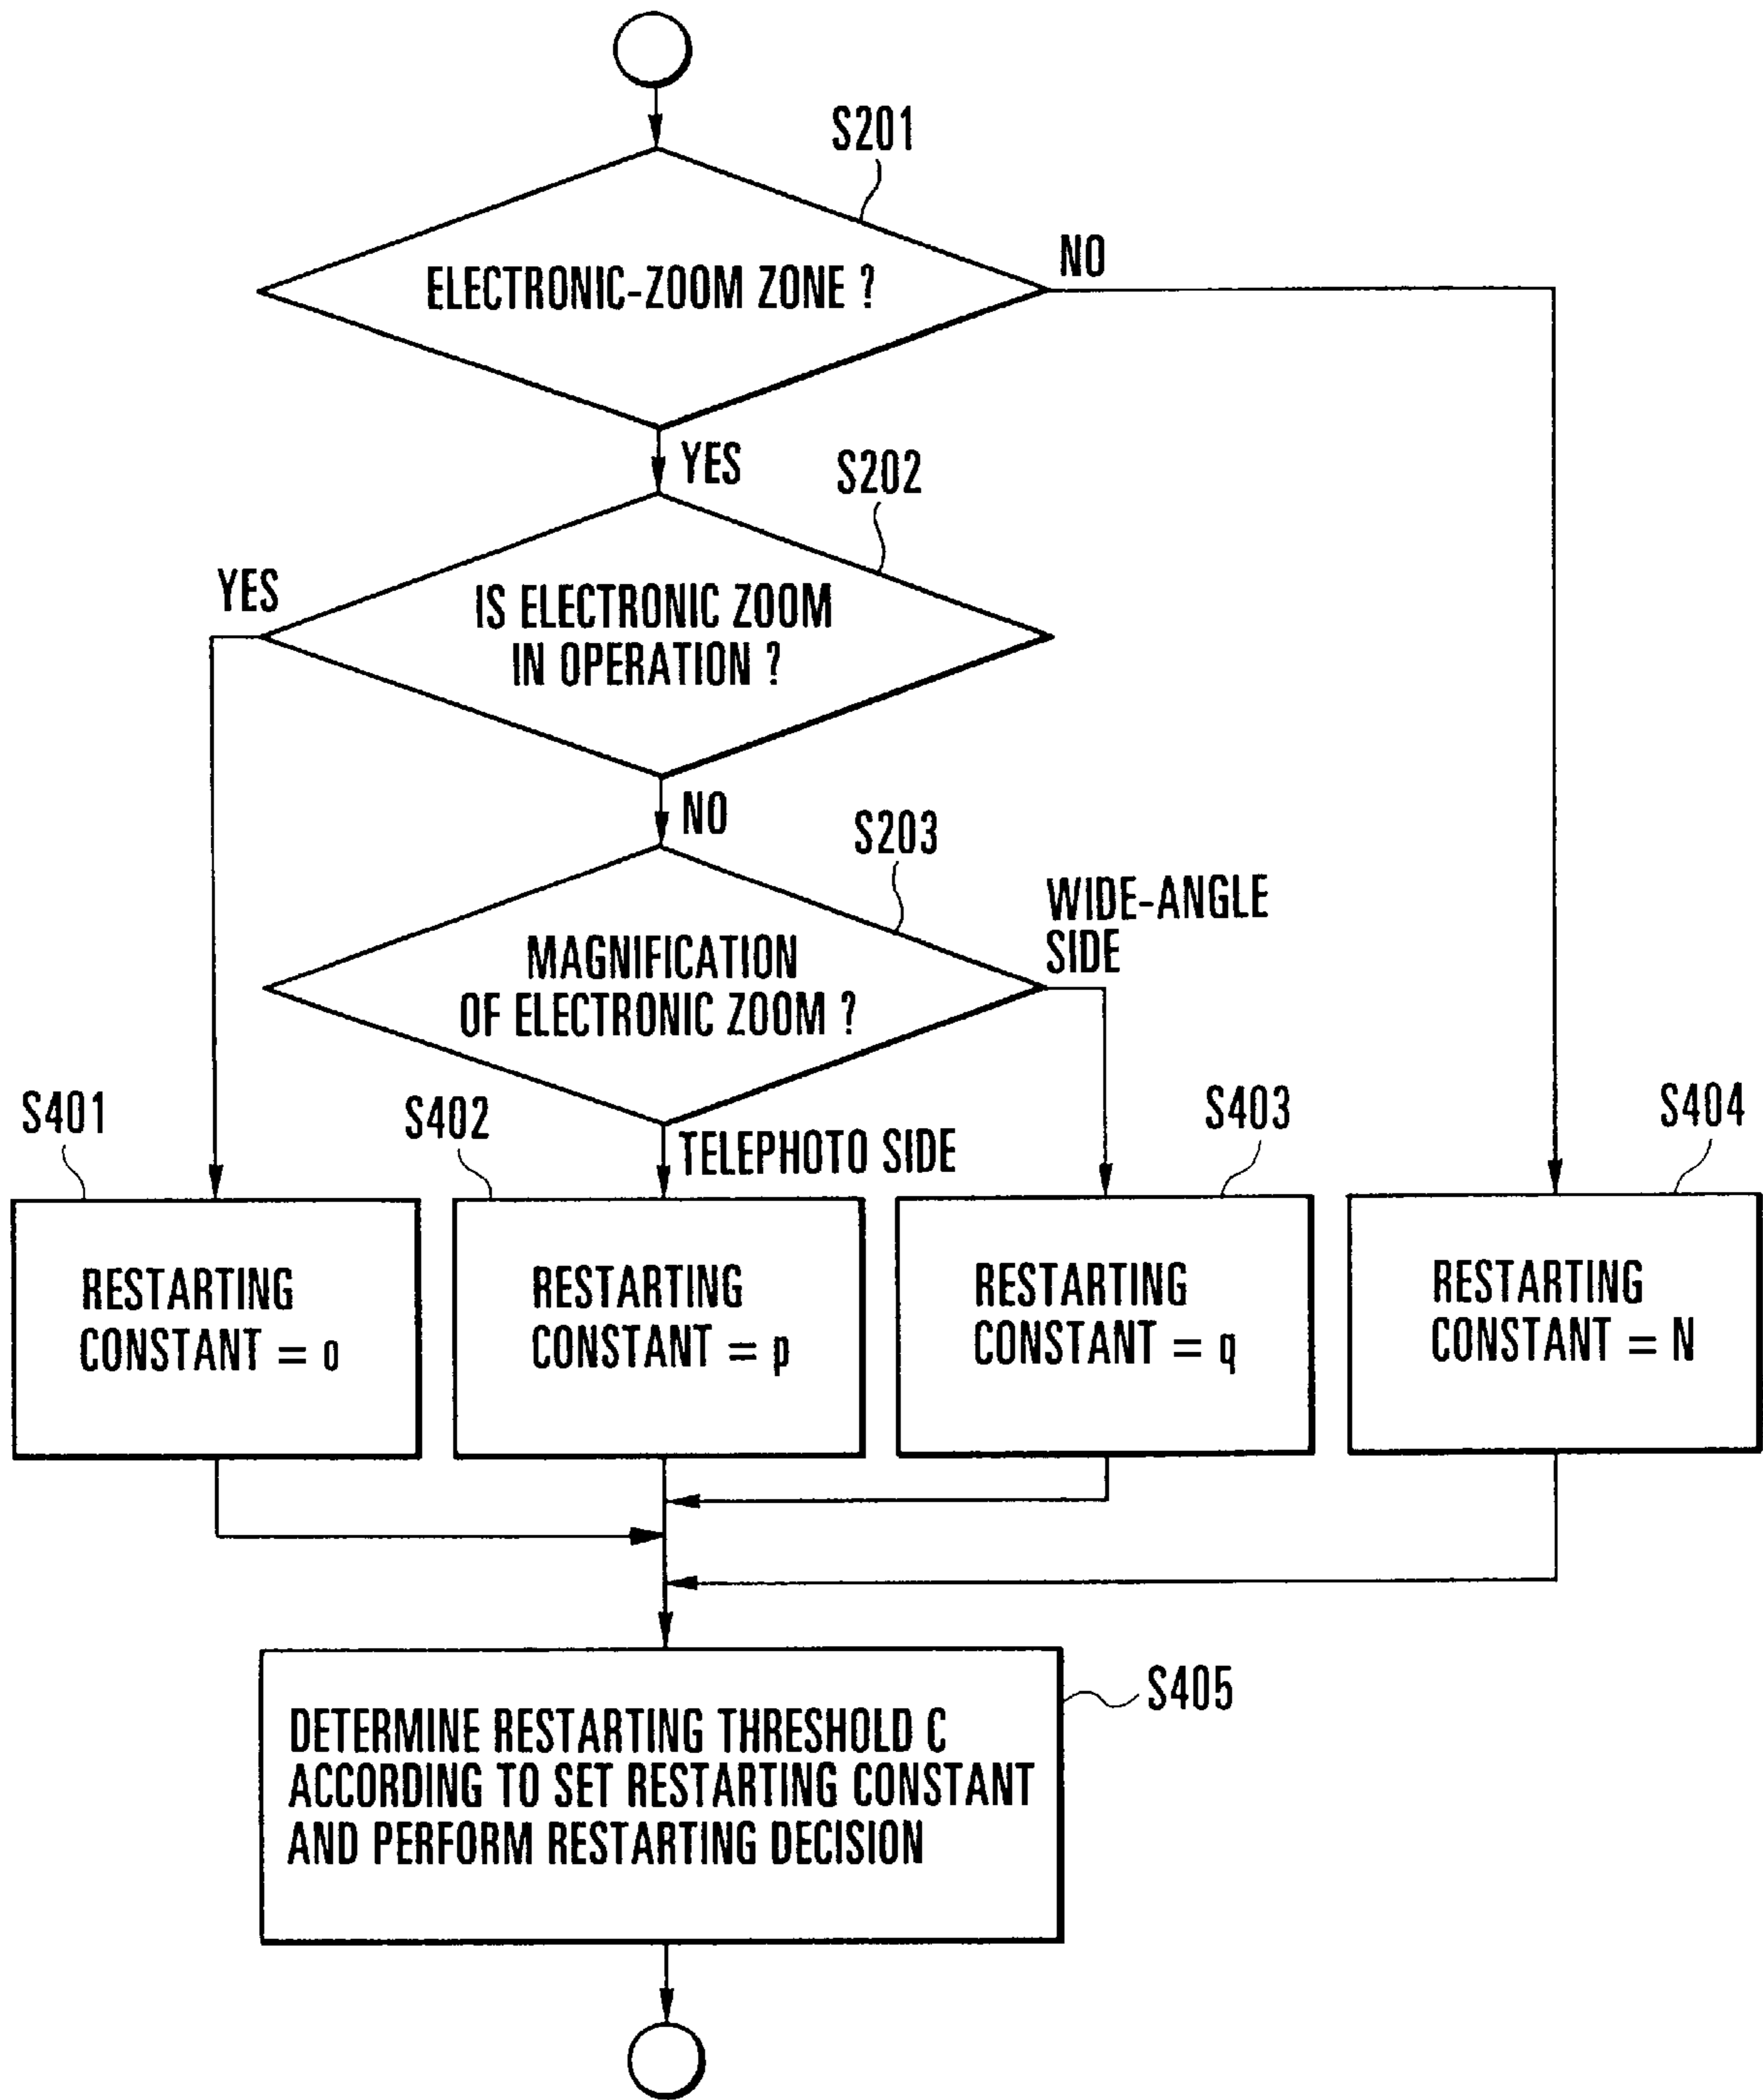 S201
ELECTRONIC-ZOOM ZONE ?
NO
YES
S202
YES
IS ELECTRONIC ZOOM
IN OPERATION ?
NO
S203
WIDE-ANGLE
SIDE
MAGNIFICATION
OF ELECTRONIC ZOOM ?
TELEPHOTO SIDE
S401
S402
S403
S404
RESTARTING
CONSTANT = o
RESTARTING
CONSTANT = p
RESTARTING
CONSTANT = q
RESTARTING
CONSTANT = N
S405
DETERMINE RESTARTING THRESHOLD C
ACCORDING TO SET RESTARTING CONSTANT
AND PERFORM RESTARTING DECISION